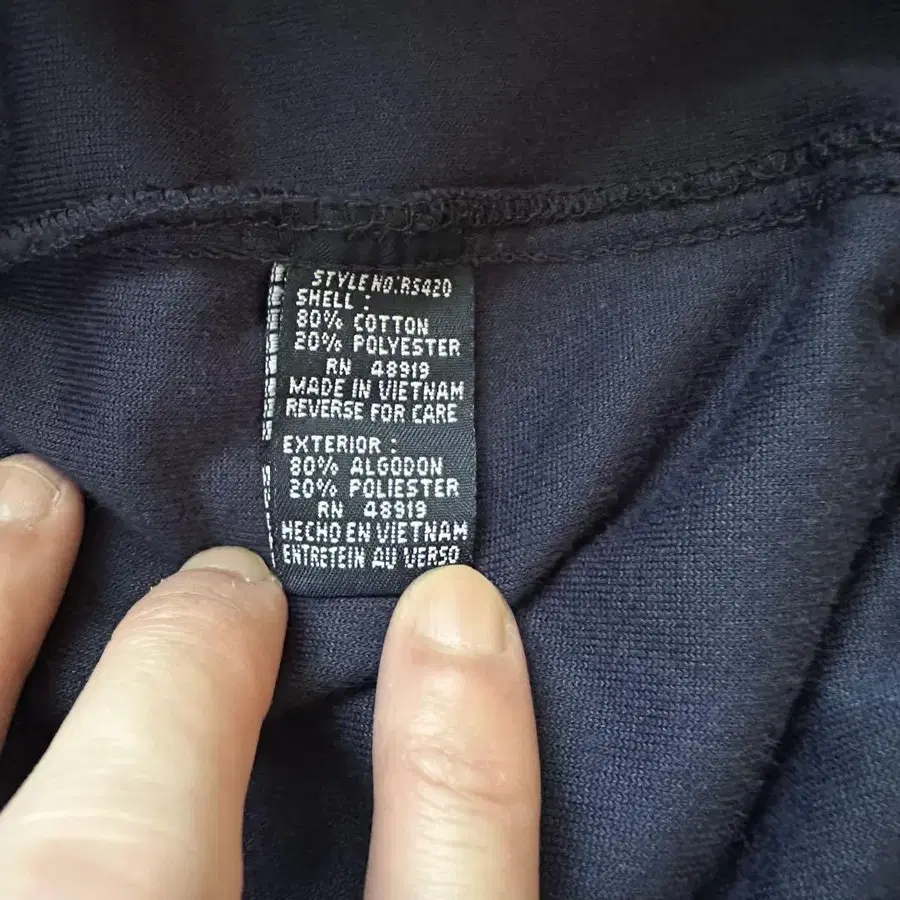 STYLE NO.:RS420
SHELL :
80% COTTON
20% POLYESTER
RN 48919
MADE IN VIETNAM
REVERSE FOR CARE
EXTERIOR :
80% ALGODON
20% POLIESTER
RN 48919
HECHO EN VIETNAM
ENTRETEIN AU VERSO